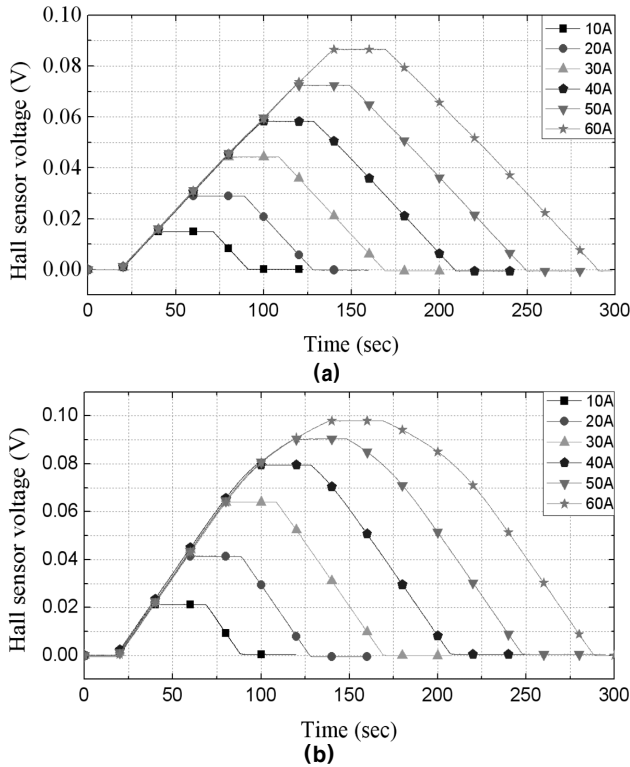 0.10
0.08
0.06
0.04
0.02
0.00
Hall sensor voltage (V)
10A
20A
30A
40A
50A
60A
0 50 100 150 200 250 300
Time (sec)
(a)
0.10
0.08
0.06
0.04
0.02
0.00
Hall sensor voltage (V)
10A
20A
30A
40A
50A
60A
0 50 100 150 200 250 300
Time (sec)
(b)